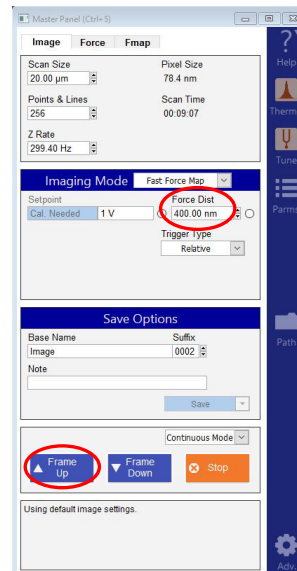 Master Panel (Ctrl+5)
Image Force Fmap
Scan Size Pixel Size
20.00 µm 78.4 nm
Points & Lines Scan Time
256 00:09:07
Z Rate
299.40 Hz
Imaging Mode Fast Force Map
Setpoint Force Dist
Cal. Needed 1 V 400.00 nm
Trigger Type
Relative
Save Options
Base Name Suffix
Image 0002
Note
Save
Continuous Mode
Frame Up Frame Down Stop
Using default image settings.
Help
Therm
Tune
Parms
Path
Adv.